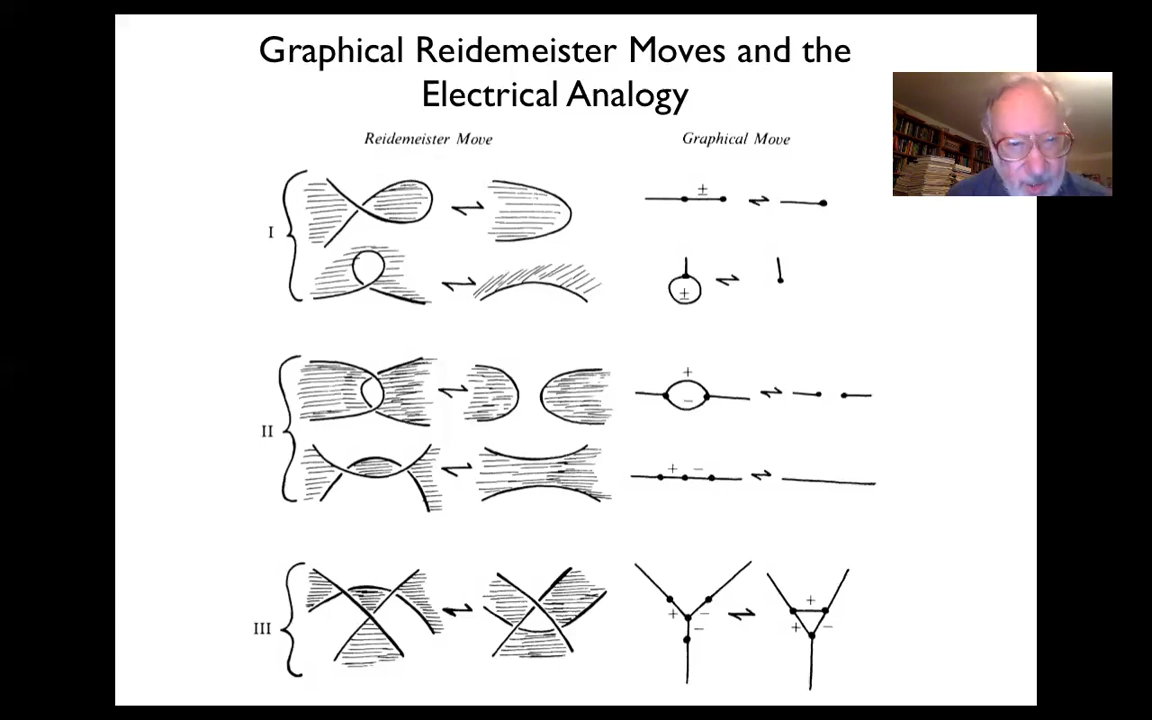 Graphical Reidemeister Moves and the
Electrical Analogy
Reidemeister Move
Graphical Move
I
±
±
II
+
−
+ −
III
+ −
−
+
+ −